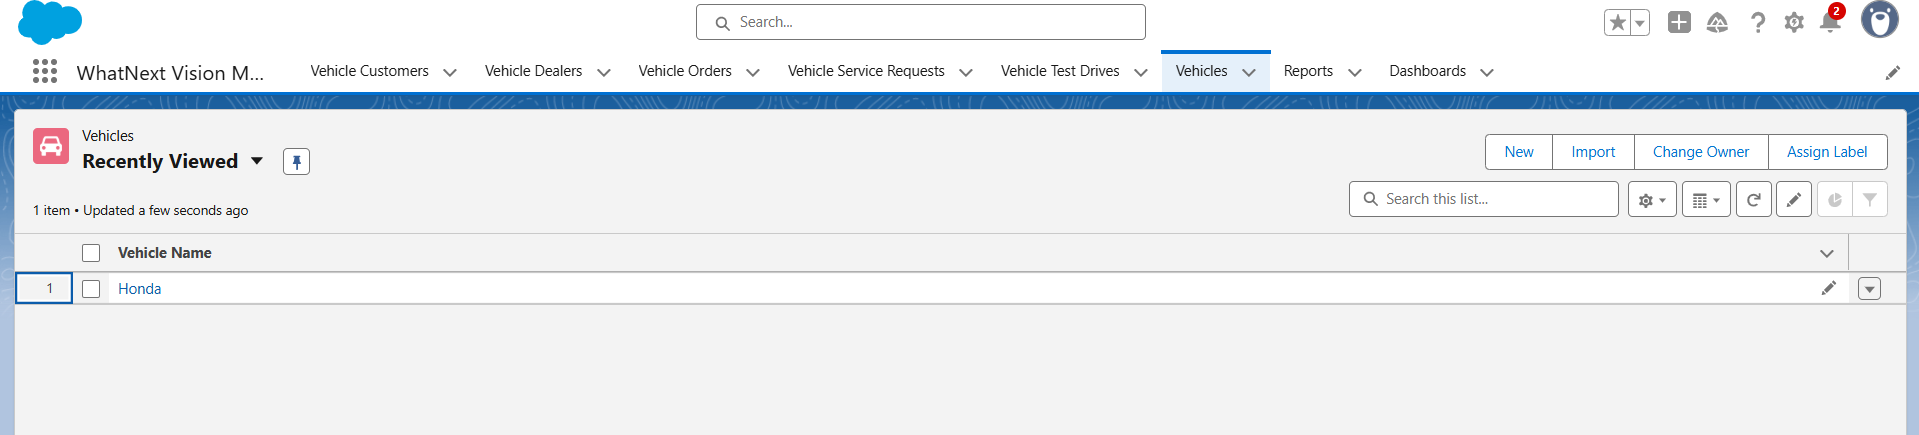 Search...
2
WhatNext Vision M...
Vehicle Customers
Vehicle Dealers
Vehicle Orders
Vehicle Service Requests
Vehicle Test Drives
Vehicles
Reports
Dashboards
Vehicles
Recently Viewed
New
Import
Change Owner
Assign Label
1 item • Updated a few seconds ago
Search this list...
Vehicle Name
1
Honda